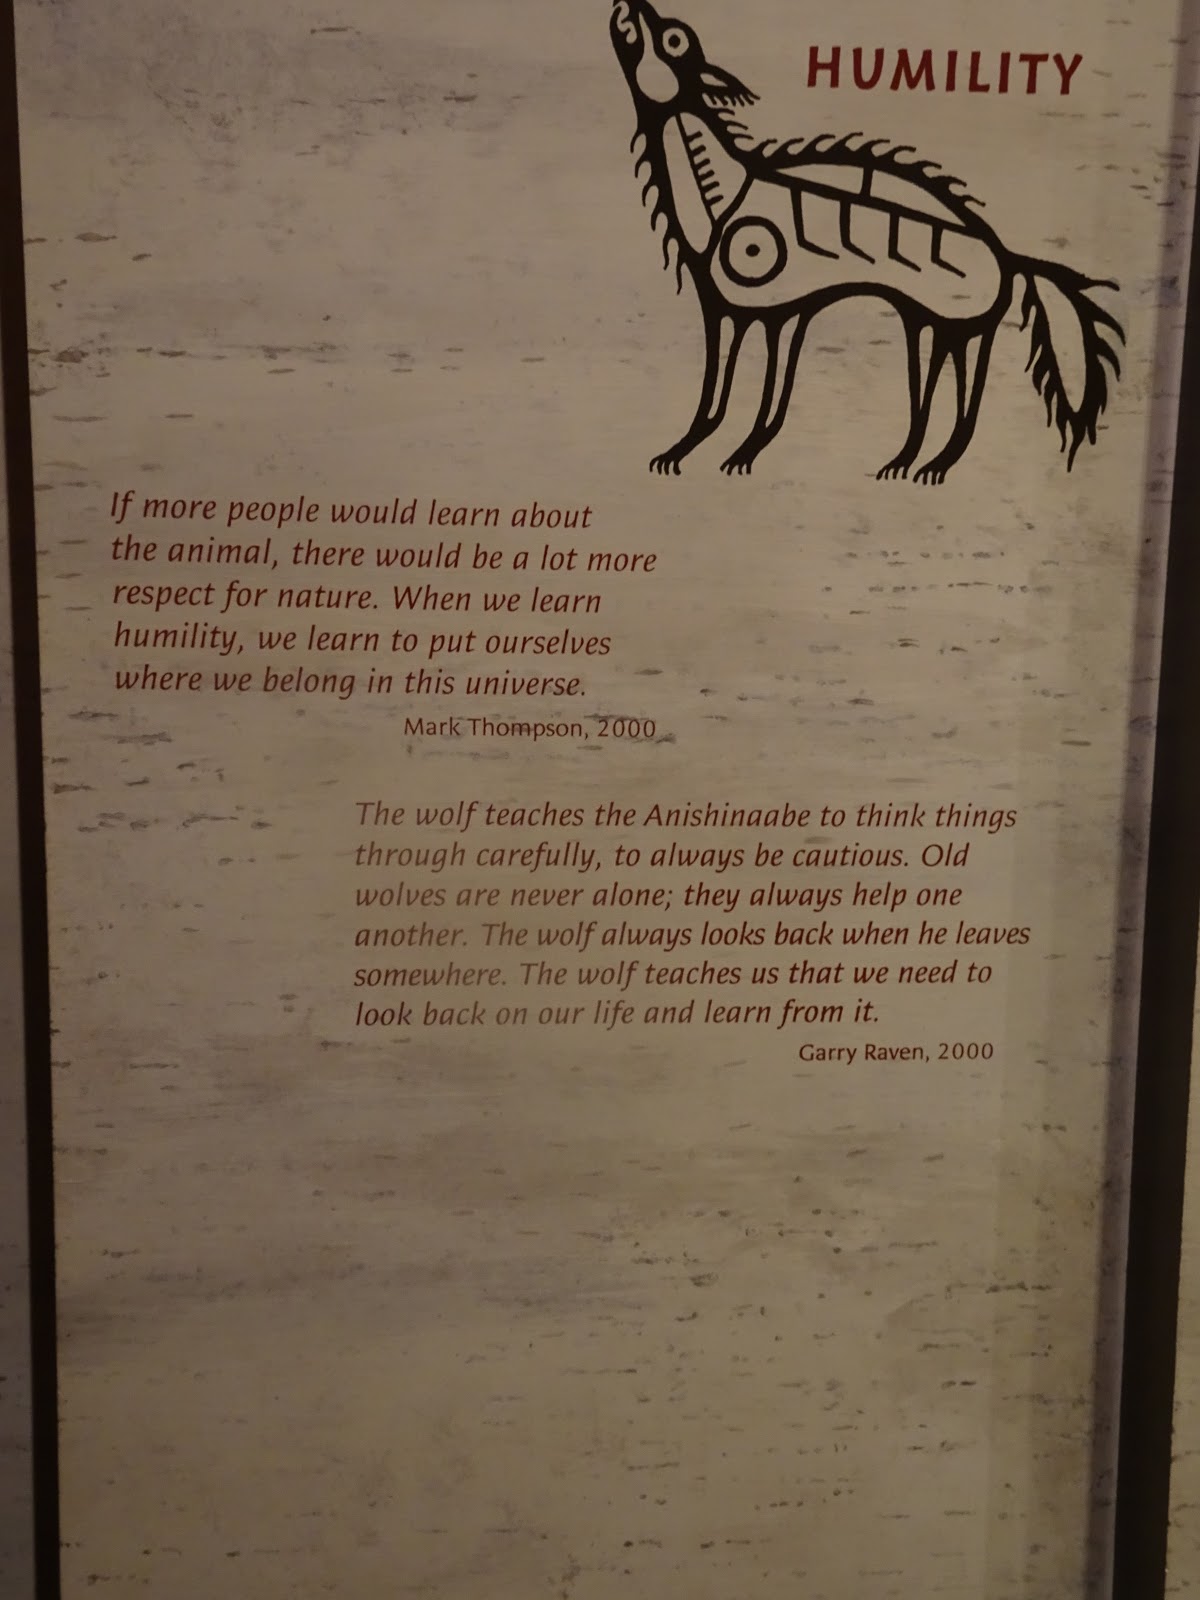 HUMILITY
If more people would learn about
the animal, there would be a lot more
respect for nature. When we learn
humility, we learn to put ourselves
where we belong in this universe.
Mark Thompson, 2000
The wolf teaches the Anishinaabe to think things
through carefully, to always be cautious. Old
wolves are never alone; they always help one
another. The wolf always looks back when he leaves
somewhere. The wolf teaches us that we need to
look back on our life and learn from it.
Garry Raven, 2000